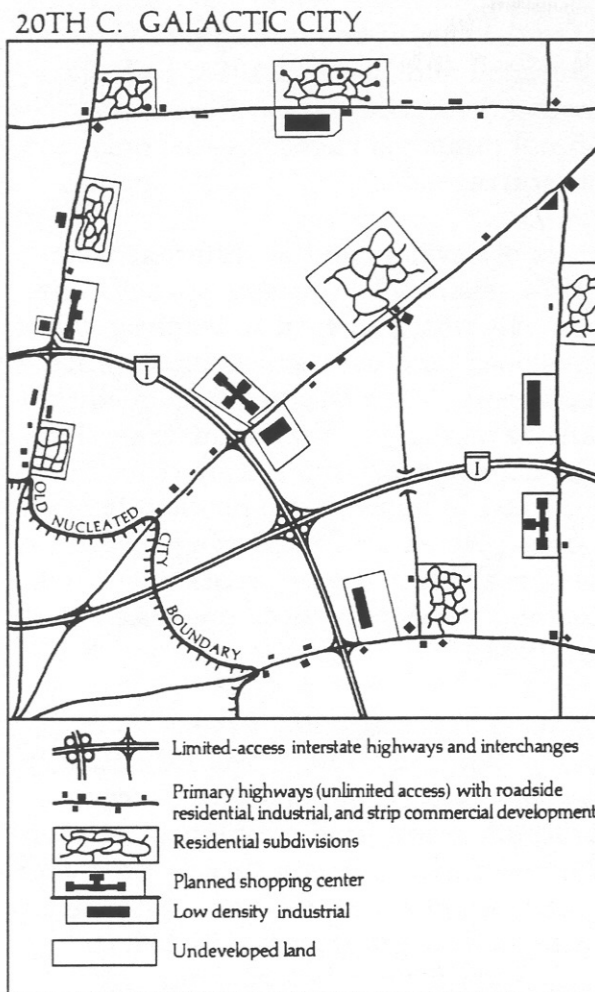 20TH C. GALACTIC CITY
I
I
OLD NUCLEATED
CITY
BOUNDARY
Limited-access interstate highways and interchanges
Primary highways (unlimited access) with roadside
residential, industrial, and strip commercial development
Residential subdivisions
Planned shopping center
Low density industrial
Undeveloped land